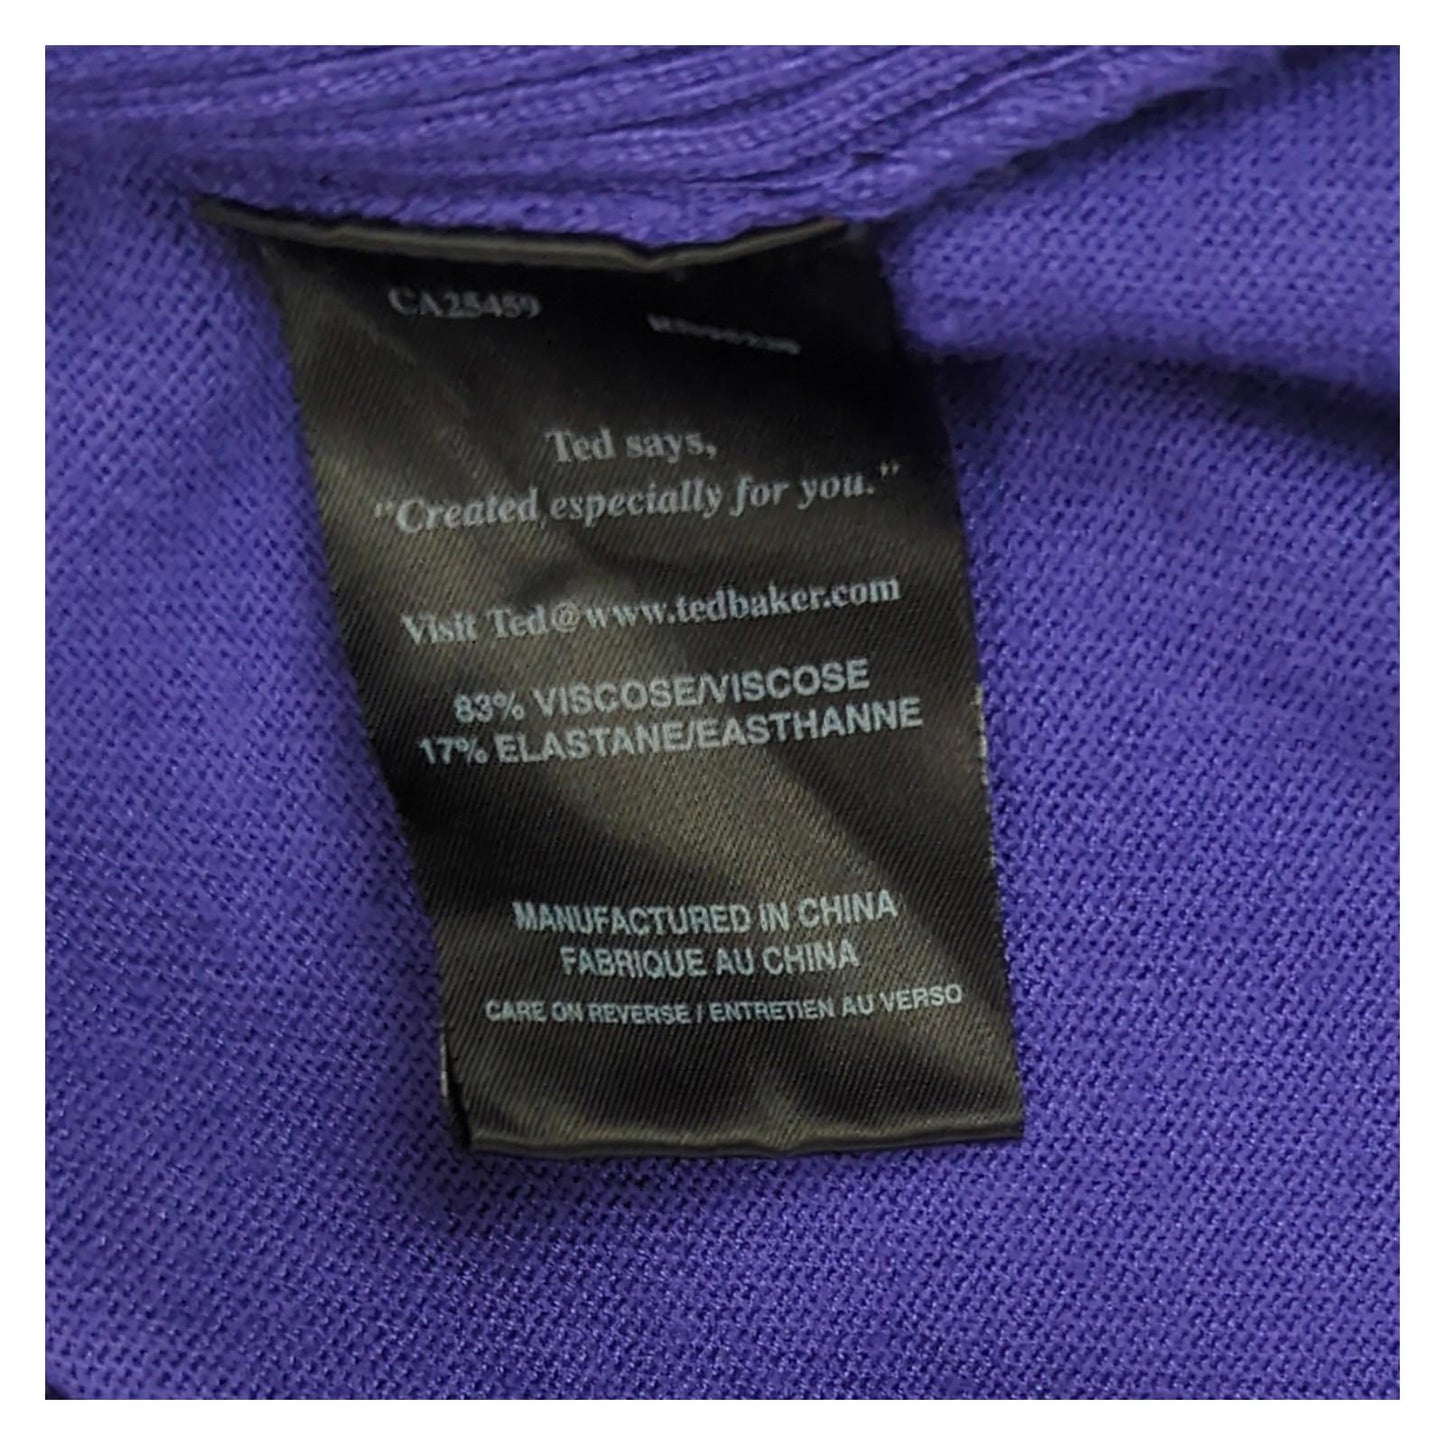 CA25459
Ted says,
"Created especially for you."
Visit Ted@www.tedbaker.com
83% VISCOSE/VISCOSE
17% ELASTANE/EASTHANNE
MANUFACTURED IN CHINA
FABRIQUE AU CHINA
CARE ON REVERSE / ENTRETIEN AU VERSO